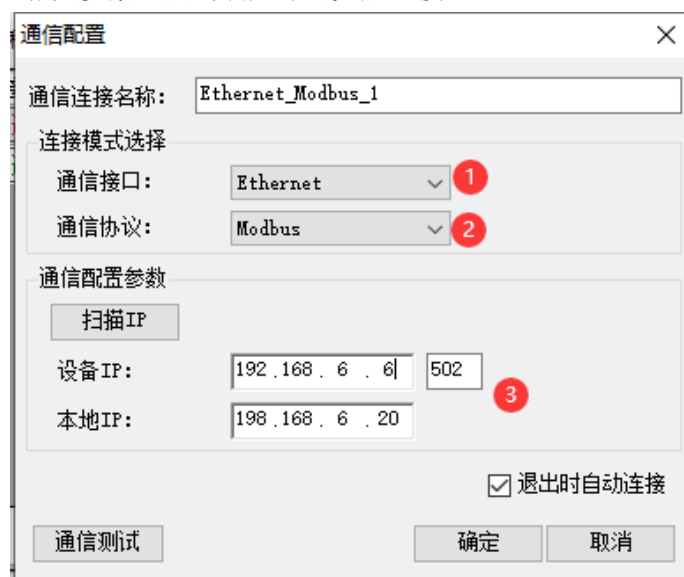 通信配置
通信连接名称: Ethernet_Modbus_1
连接模式选择
通信接口: Ethernet 1
通信协议: Modbus 2
通信配置参数
扫描IP
设备IP: 192.168. 6 . 6 502
3
本地IP: 198.168. 6 .20
退出时自动连接
通信测试 确定 取消